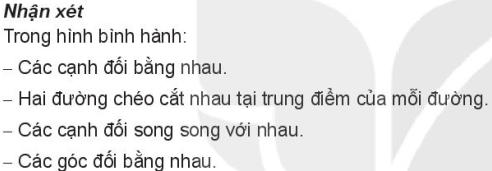 Nhận xét
Trong hình bình hành:
– Các cạnh đối bằng nhau.
– Hai đường chéo cắt nhau tại trung điểm của mỗi đường.
– Các cạnh đối song song với nhau.
– Các góc đối bằng nhau.